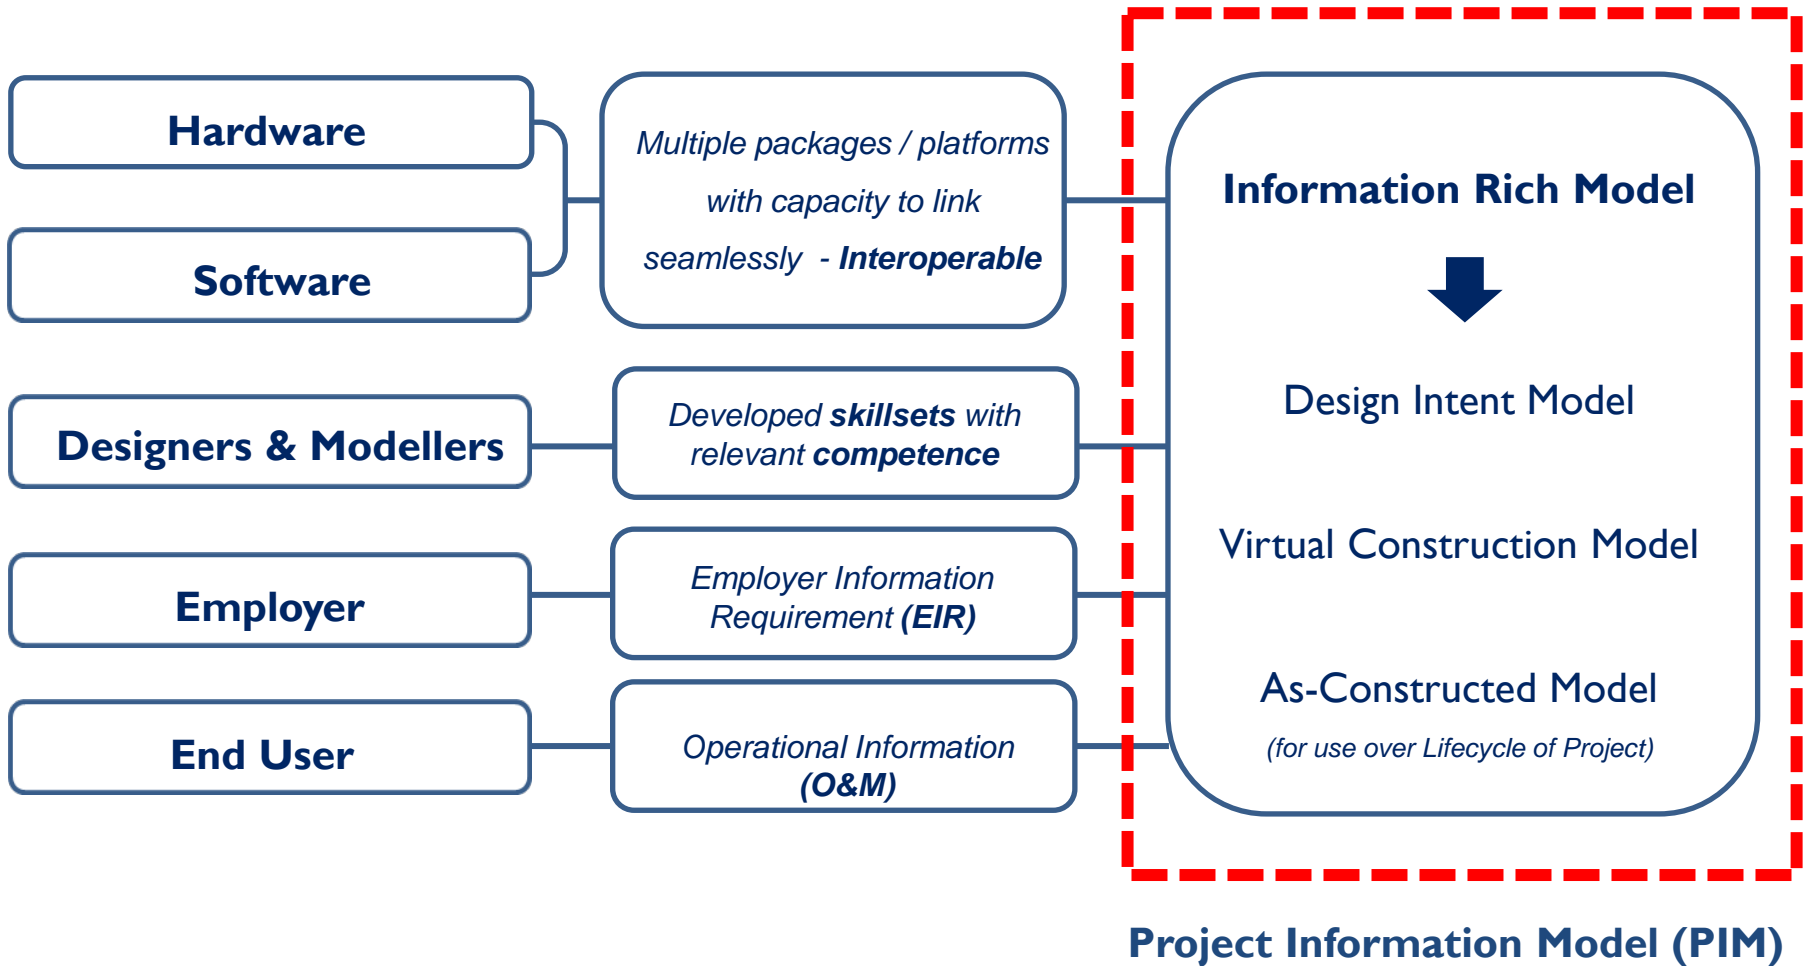 Hardware
Software
Designers & Modellers
Employer
End User
Multiple packages / platforms
with capacity to link
seamlessly - Interoperable
Developed skillsets with
relevant competence
Employer Information
Requirement (EIR)
Operational Information
(O&M)
Information Rich Model
Design Intent Model
Virtual Construction Model
As-Constructed Model
(for use over Lifecycle of Project)
Project Information Model (PIM)